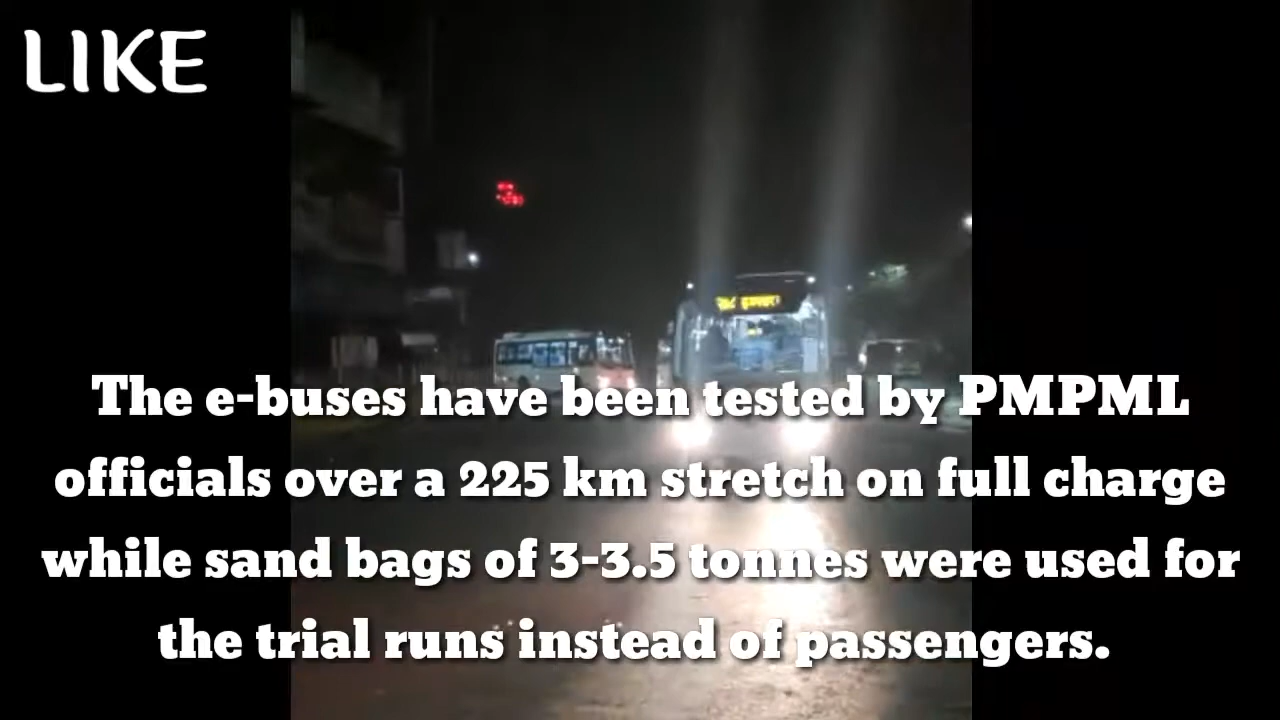 LIKE
The e-buses have been tested by PMPML
officials over a 225 km stretch on full charge
while sand bags of 3-3.5 tonnes were used for
the trial runs instead of passengers.